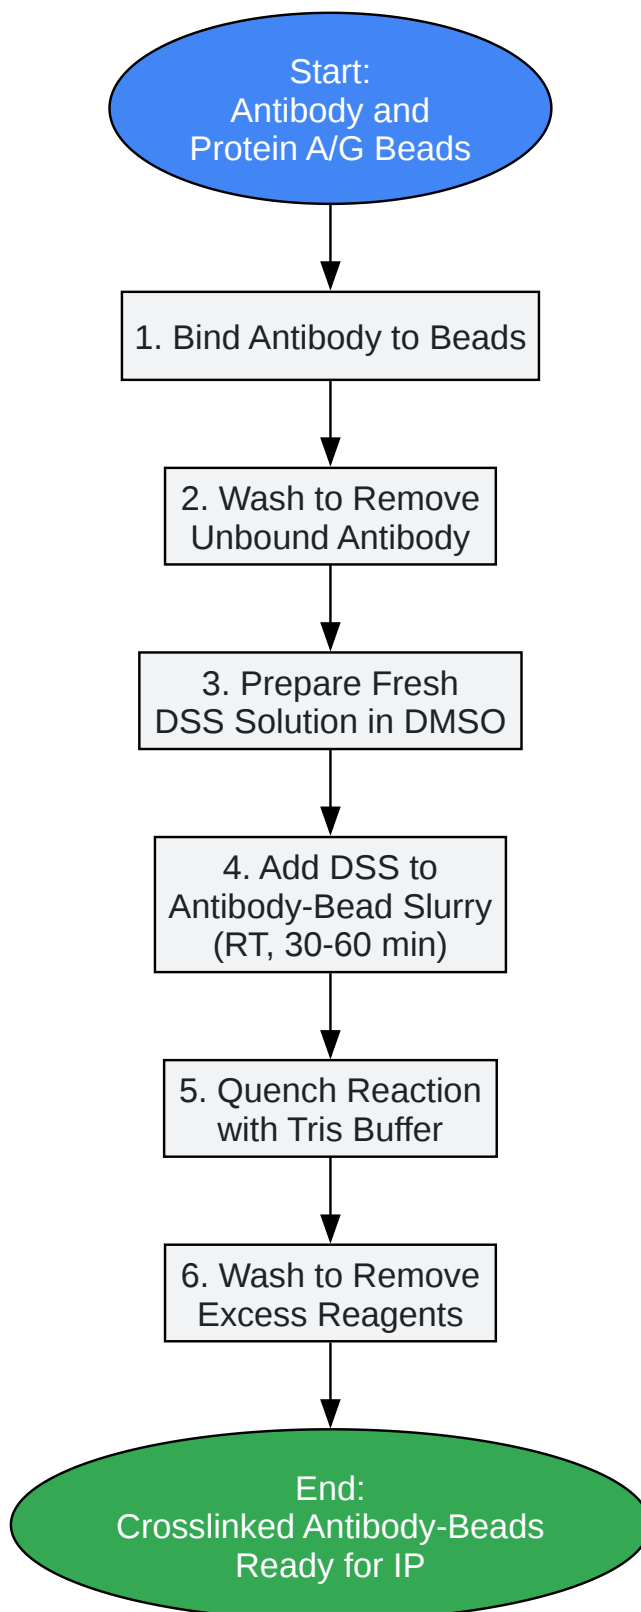 Start:
Antibody and
Protein A/G Beads
1. Bind Antibody to Beads
2. Wash to Remove
Unbound Antibody
3. Prepare Fresh
DSS Solution in DMSO
4. Add DSS to
Antibody-Bead Slurry
(RT, 30-60 min)
5. Quench Reaction
with Tris Buffer
6. Wash to Remove
Excess Reagents
End:
Crosslinked Antibody-Beads
Ready for IP